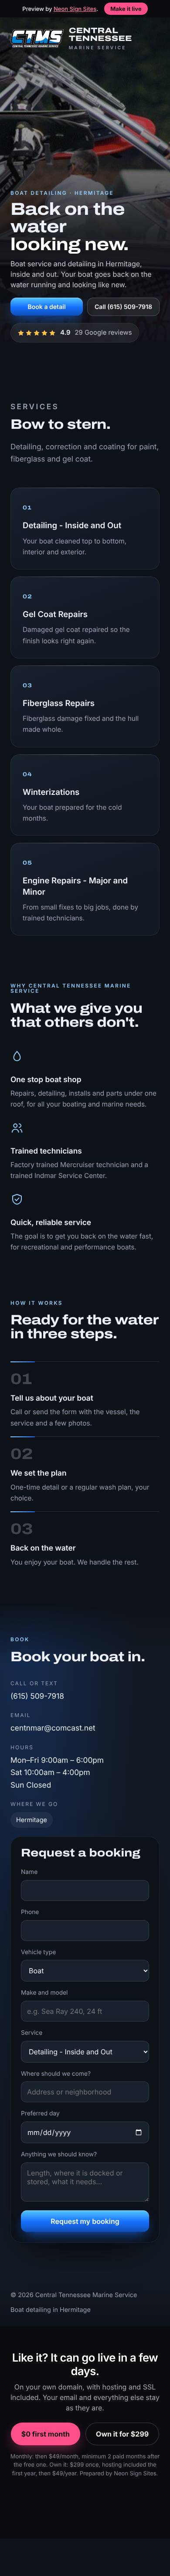 Preview by Neon Sign Sites. Make it live
CTMS
CENTRAL TENNESSEE MARINE SERVICE
CENTRAL
TENNESSEE
MARINE SERVICE
BOAT DETAILING · HERMITAGE
Back on the
water
looking new.
Boat service and detailing in Hermitage,
inside and out. Your boat goes back on the
water running and looking like new.
Book a detail
Call (615) 509-7918
★★★★★ 4.9 29 Google reviews
SERVICES
Bow to stern.
Detailing, correction and coating for paint,
fiberglass and gel coat.
01
Detailing - Inside and Out
Your boat cleaned top to bottom,
interior and exterior.
02
Gel Coat Repairs
Damaged gel coat repaired so the
finish looks right again.
03
Fiberglass Repairs
Fiberglass damage fixed and the hull
made whole.
04
Winterizations
Your boat prepared for the cold
months.
05
Engine Repairs - Major and
Minor
From small fixes to big jobs, done by
trained technicians.
WHY CENTRAL TENNESSEE MARINE
SERVICE
What we give you
that others don't.
One stop boat shop
Repairs, detailing, installs and parts under one
roof, for all your boating and marine needs.
Trained technicians
Factory trained Mercruiser technician and a
trained Indmar Service Center.
Quick, reliable service
The goal is to get you back on the water fast,
for recreational and performance boats.
HOW IT WORKS
Ready for the water
in three steps.
01
Tell us about your boat
Call or send the form with the vessel, the
service and a few photos.
02
We set the plan
One-time detail or a regular wash plan, your
choice.
03
Back on the water
You enjoy your boat. We handle the rest.
BOOK
Book your boat in.
CALL OR TEXT
(615) 509-7918
EMAIL
centnmar@comcast.net
HOURS
Mon–Fri 9:00am – 6:00pm
Sat 10:00am – 4:00pm
Sun Closed
WHERE WE GO
Hermitage
Request a booking
Name
Phone
Vehicle type
Boat
Make and model
e.g. Sea Ray 240, 24 ft
Service
Detailing - Inside and Out
Where should we come?
Address or neighborhood
Preferred day
mm/dd/yyyy
Anything we should know?
Length, where it is docked or
stored, what it needs...
Request my booking
© 2026 Central Tennessee Marine Service
Boat detailing in Hermitage
Like it? It can go live in a few
days.
On your own domain, with hosting and SSL
included. Your email and everything else stay
as they are.
$0 first month
Own it for $299
Monthly: then $49/month, minimum 2 paid months after
the free one. Own it: $299 once, hosting included the
first year, then $49/year. Prepared by Neon Sign Sites.